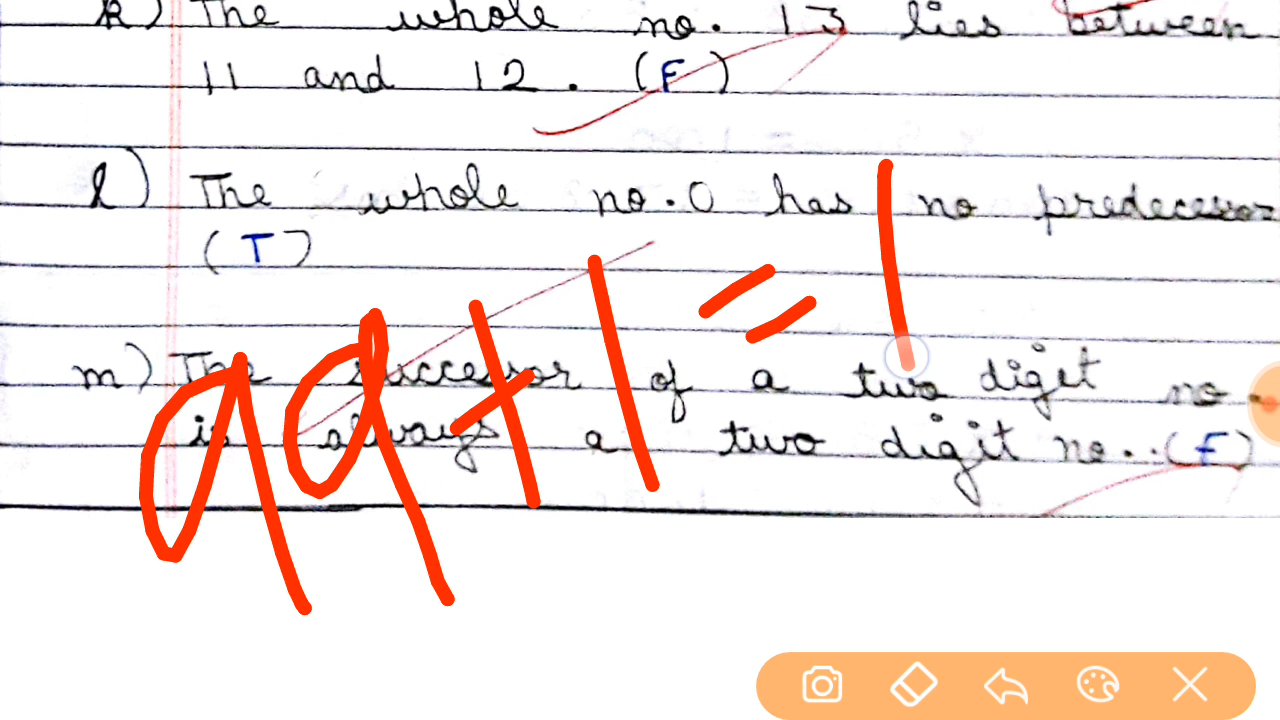 k) The whole no. 13 lies between
11 and 12. (F)
l) The whole no. 0 has no predecessor
(T)
m) The successor of a two digit no.
is always a two digit no.. (F)
99+1=1